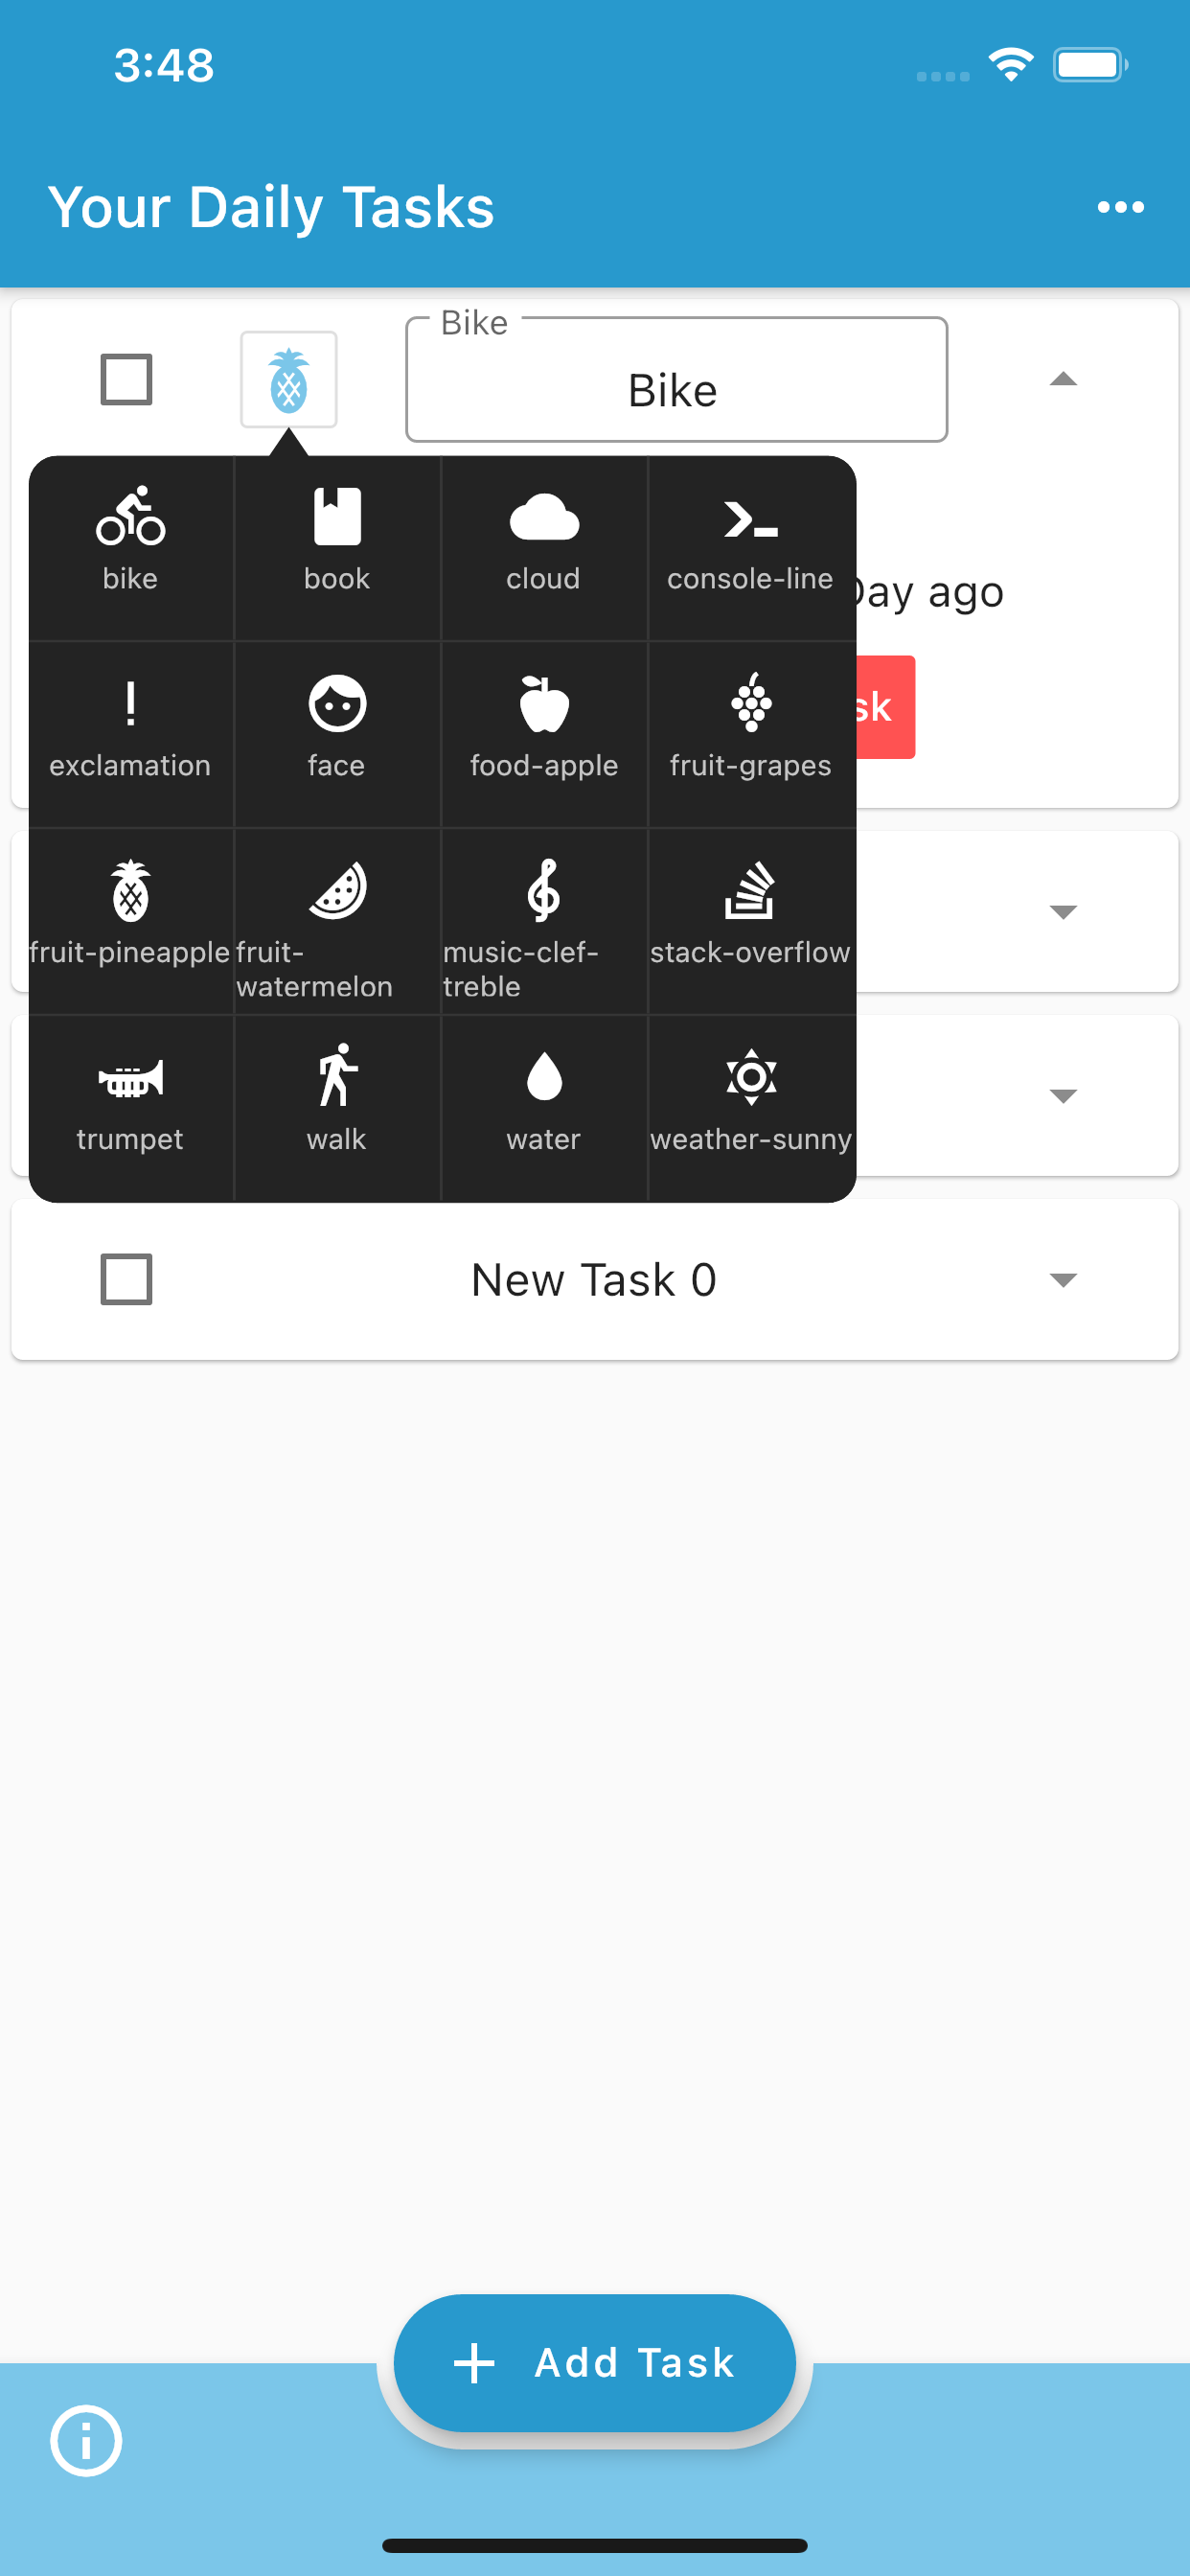 3:48
Your Daily Tasks
Bike
Bike
bike
book
cloud
console-line
Day ago
exclamation
face
food-apple
fruit-grapes
sk
fruit-pineapple
fruit-
watermelon
music-clef-
treble
stack-overflow
trumpet
walk
water
weather-sunny
New Task 0
Add Task